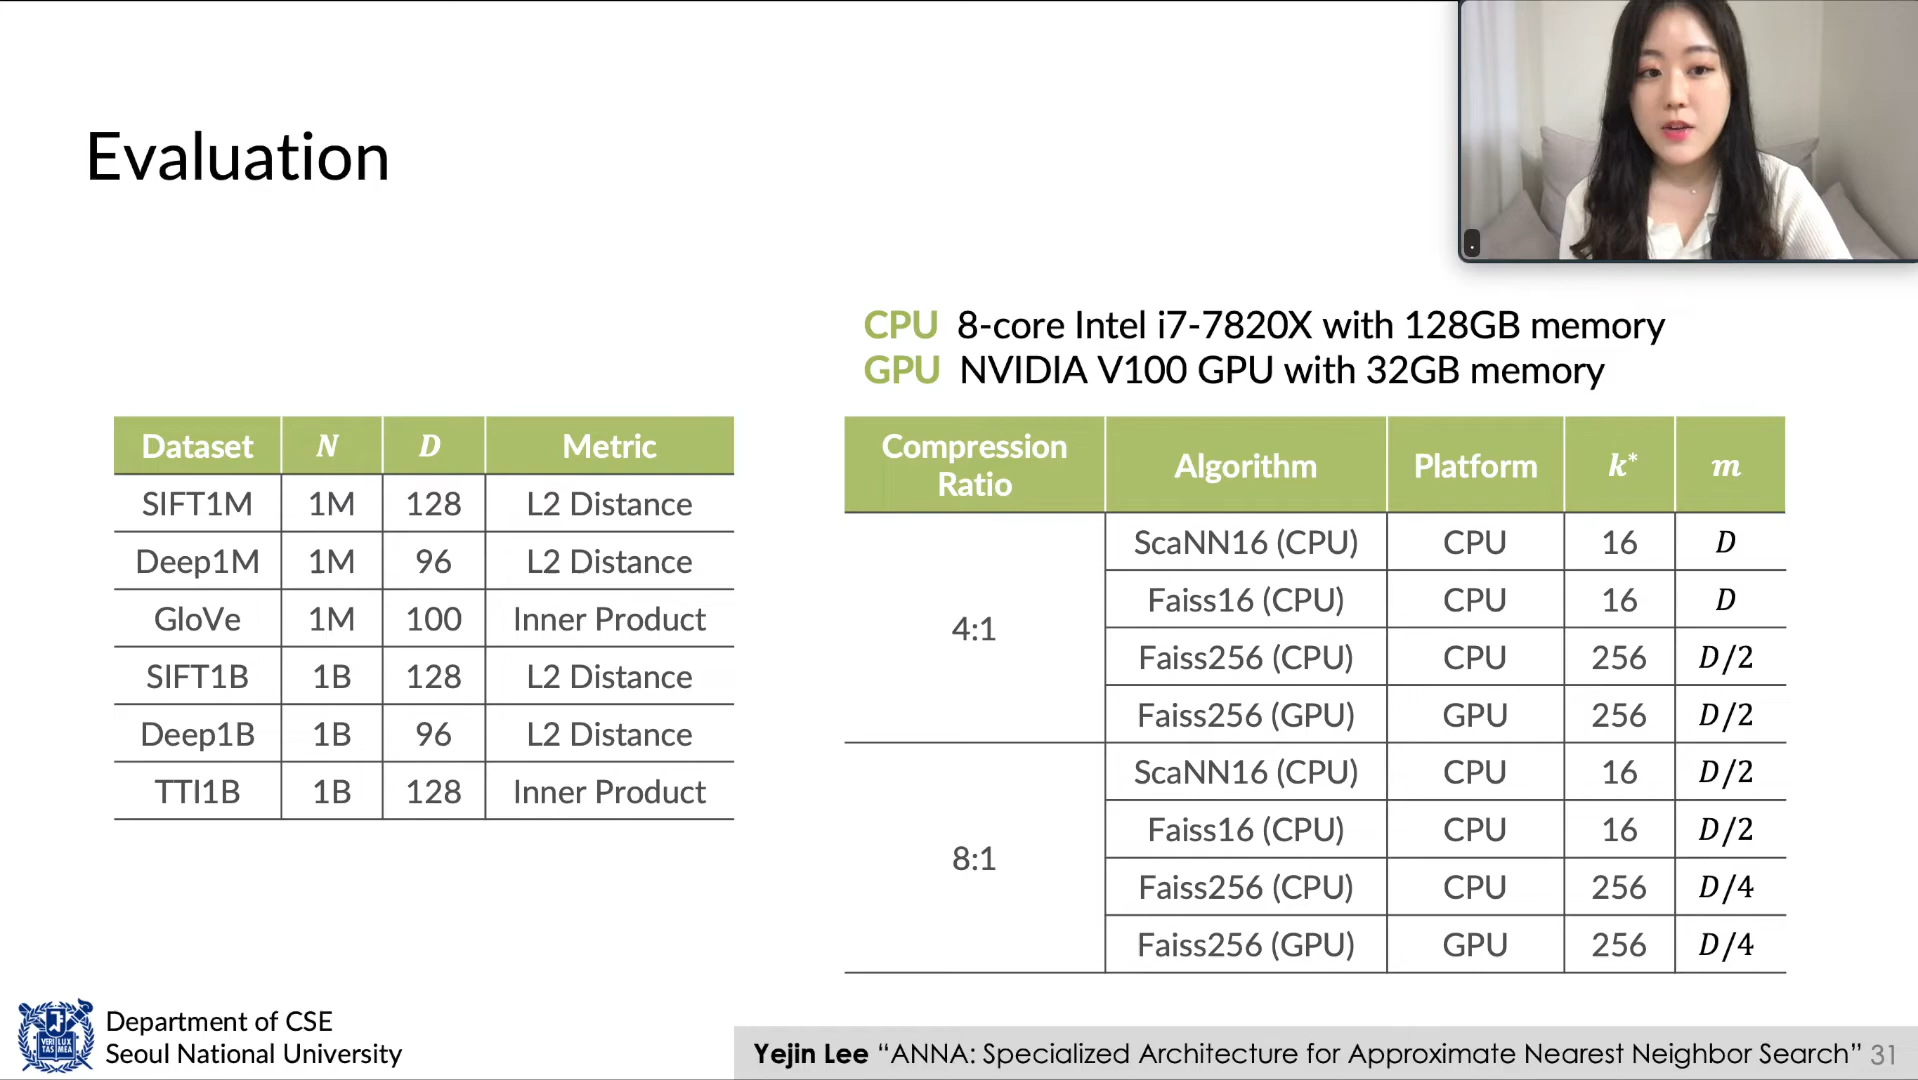 Evaluation
CPU 8-core Intel i7-7820X with 128GB memory
GPU NVIDIA V100 GPU with 32GB memory
Dataset N D Metric
SIFT1M 1M 128 L2 Distance
Deep1M 1M 96 L2 Distance
GloVe 1M 100 Inner Product
SIFT1B 1B 128 L2 Distance
Deep1B 1B 96 L2 Distance
TTI1B 1B 128 Inner Product
Compression Ratio Algorithm Platform k* m
4:1
ScaNN16 (CPU) CPU 16 D
Faiss16 (CPU) CPU 16 D
Faiss256 (CPU) CPU 256 D/2
Faiss256 (GPU) GPU 256 D/2
8:1
ScaNN16 (CPU) CPU 16 D/2
Faiss16 (CPU) CPU 16 D/2
Faiss256 (CPU) CPU 256 D/4
Faiss256 (GPU) GPU 256 D/4
VERI LUX
TAS MEA
Department of CSE
Seoul National University
Yejin Lee “ANNA: Specialized Architecture for Approximate Nearest Neighbor Search” 31